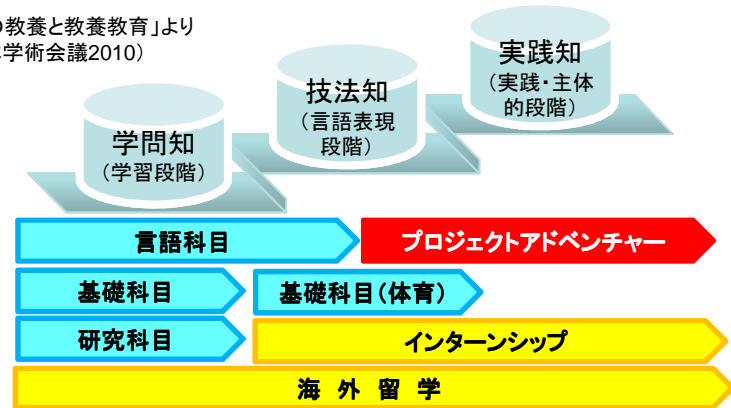 の教養と教養教育」より
学術会議2010）
実践知
（実践・主体
的段階）
技法知
（言語表現
段階）
学問知
（学習段階）
言語科目
プロジェクトアドベンチャー
基礎科目
基礎科目（体育）
研究科目
インターンシップ
海 外 留 学